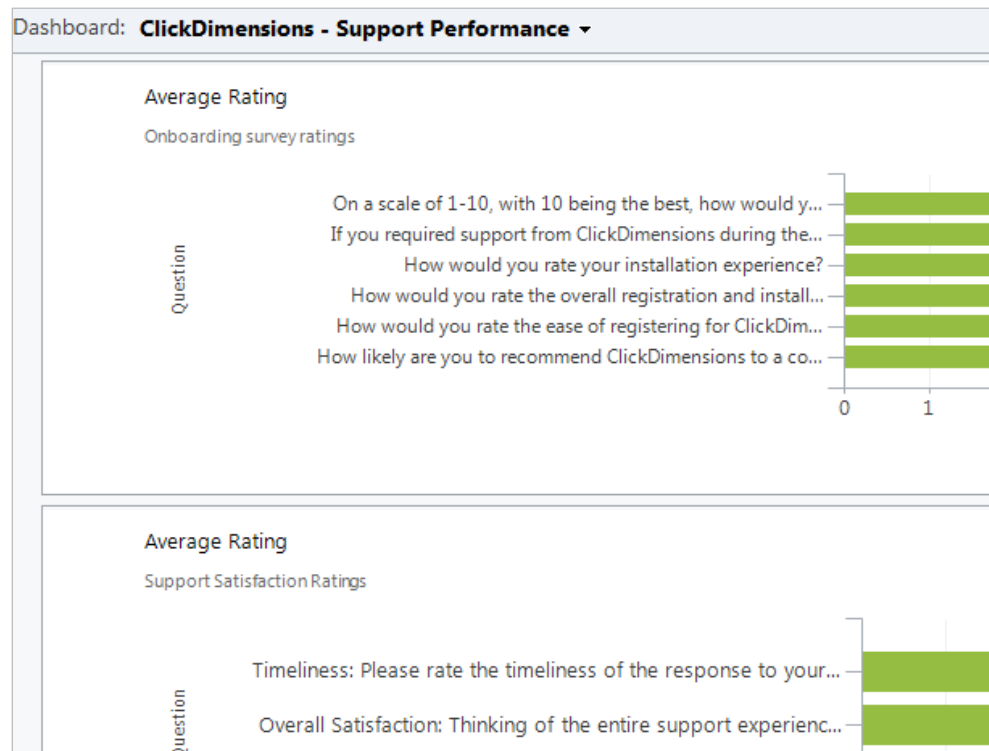 Dashboard: ClickDimensions - Support Performance
Average Rating
Onboarding survey ratings
Question
On a scale of 1-10, with 10 being the best, how would y...
If you required support from ClickDimensions during the...
How would you rate your installation experience?
How would you rate the overall registration and install...
How would you rate the ease of registering for ClickDim...
How likely are you to recommend ClickDimensions to a co...
0 1
Average Rating
Support Satisfaction Ratings
Question
Timeliness: Please rate the timeliness of the response to your...
Overall Satisfaction: Thinking of the entire support experienc...